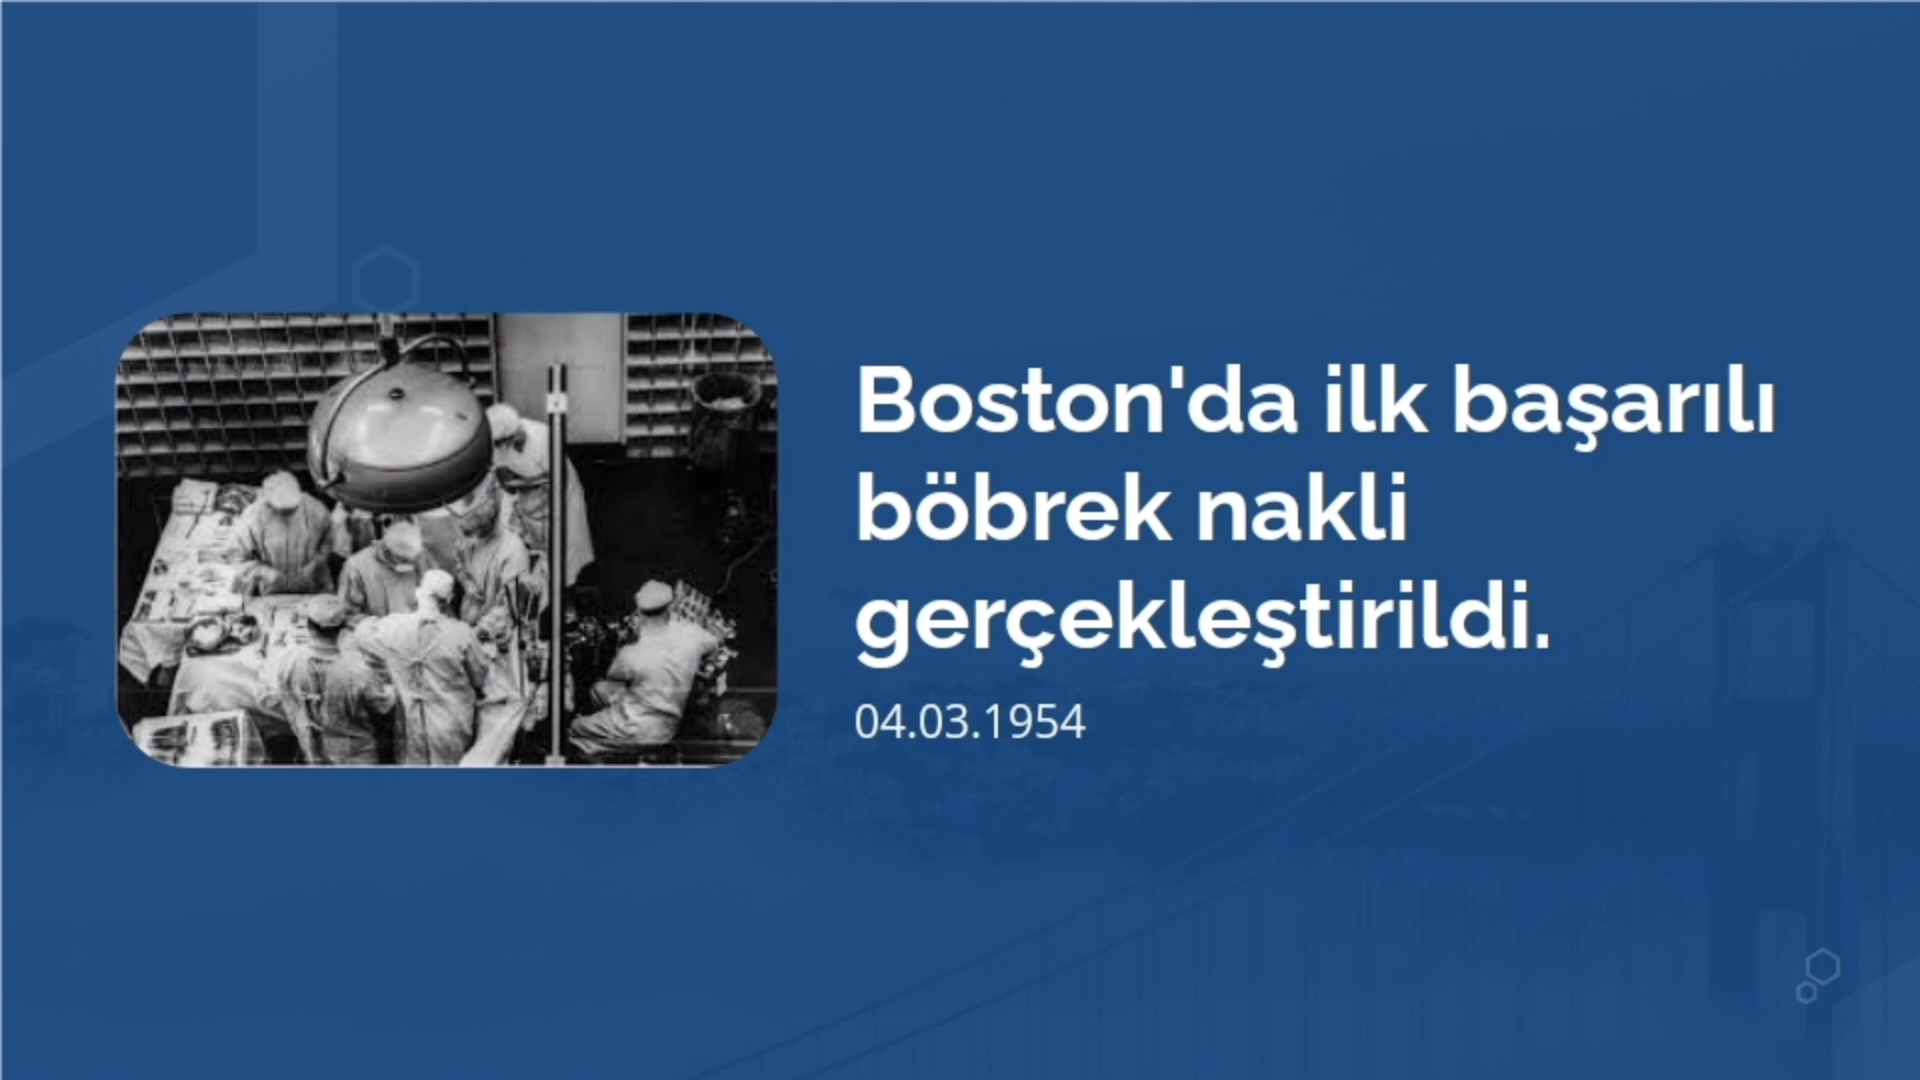 Boston'da ilk başarılı
böbrek nakli
gerçekleştirildi.
04.03.1954